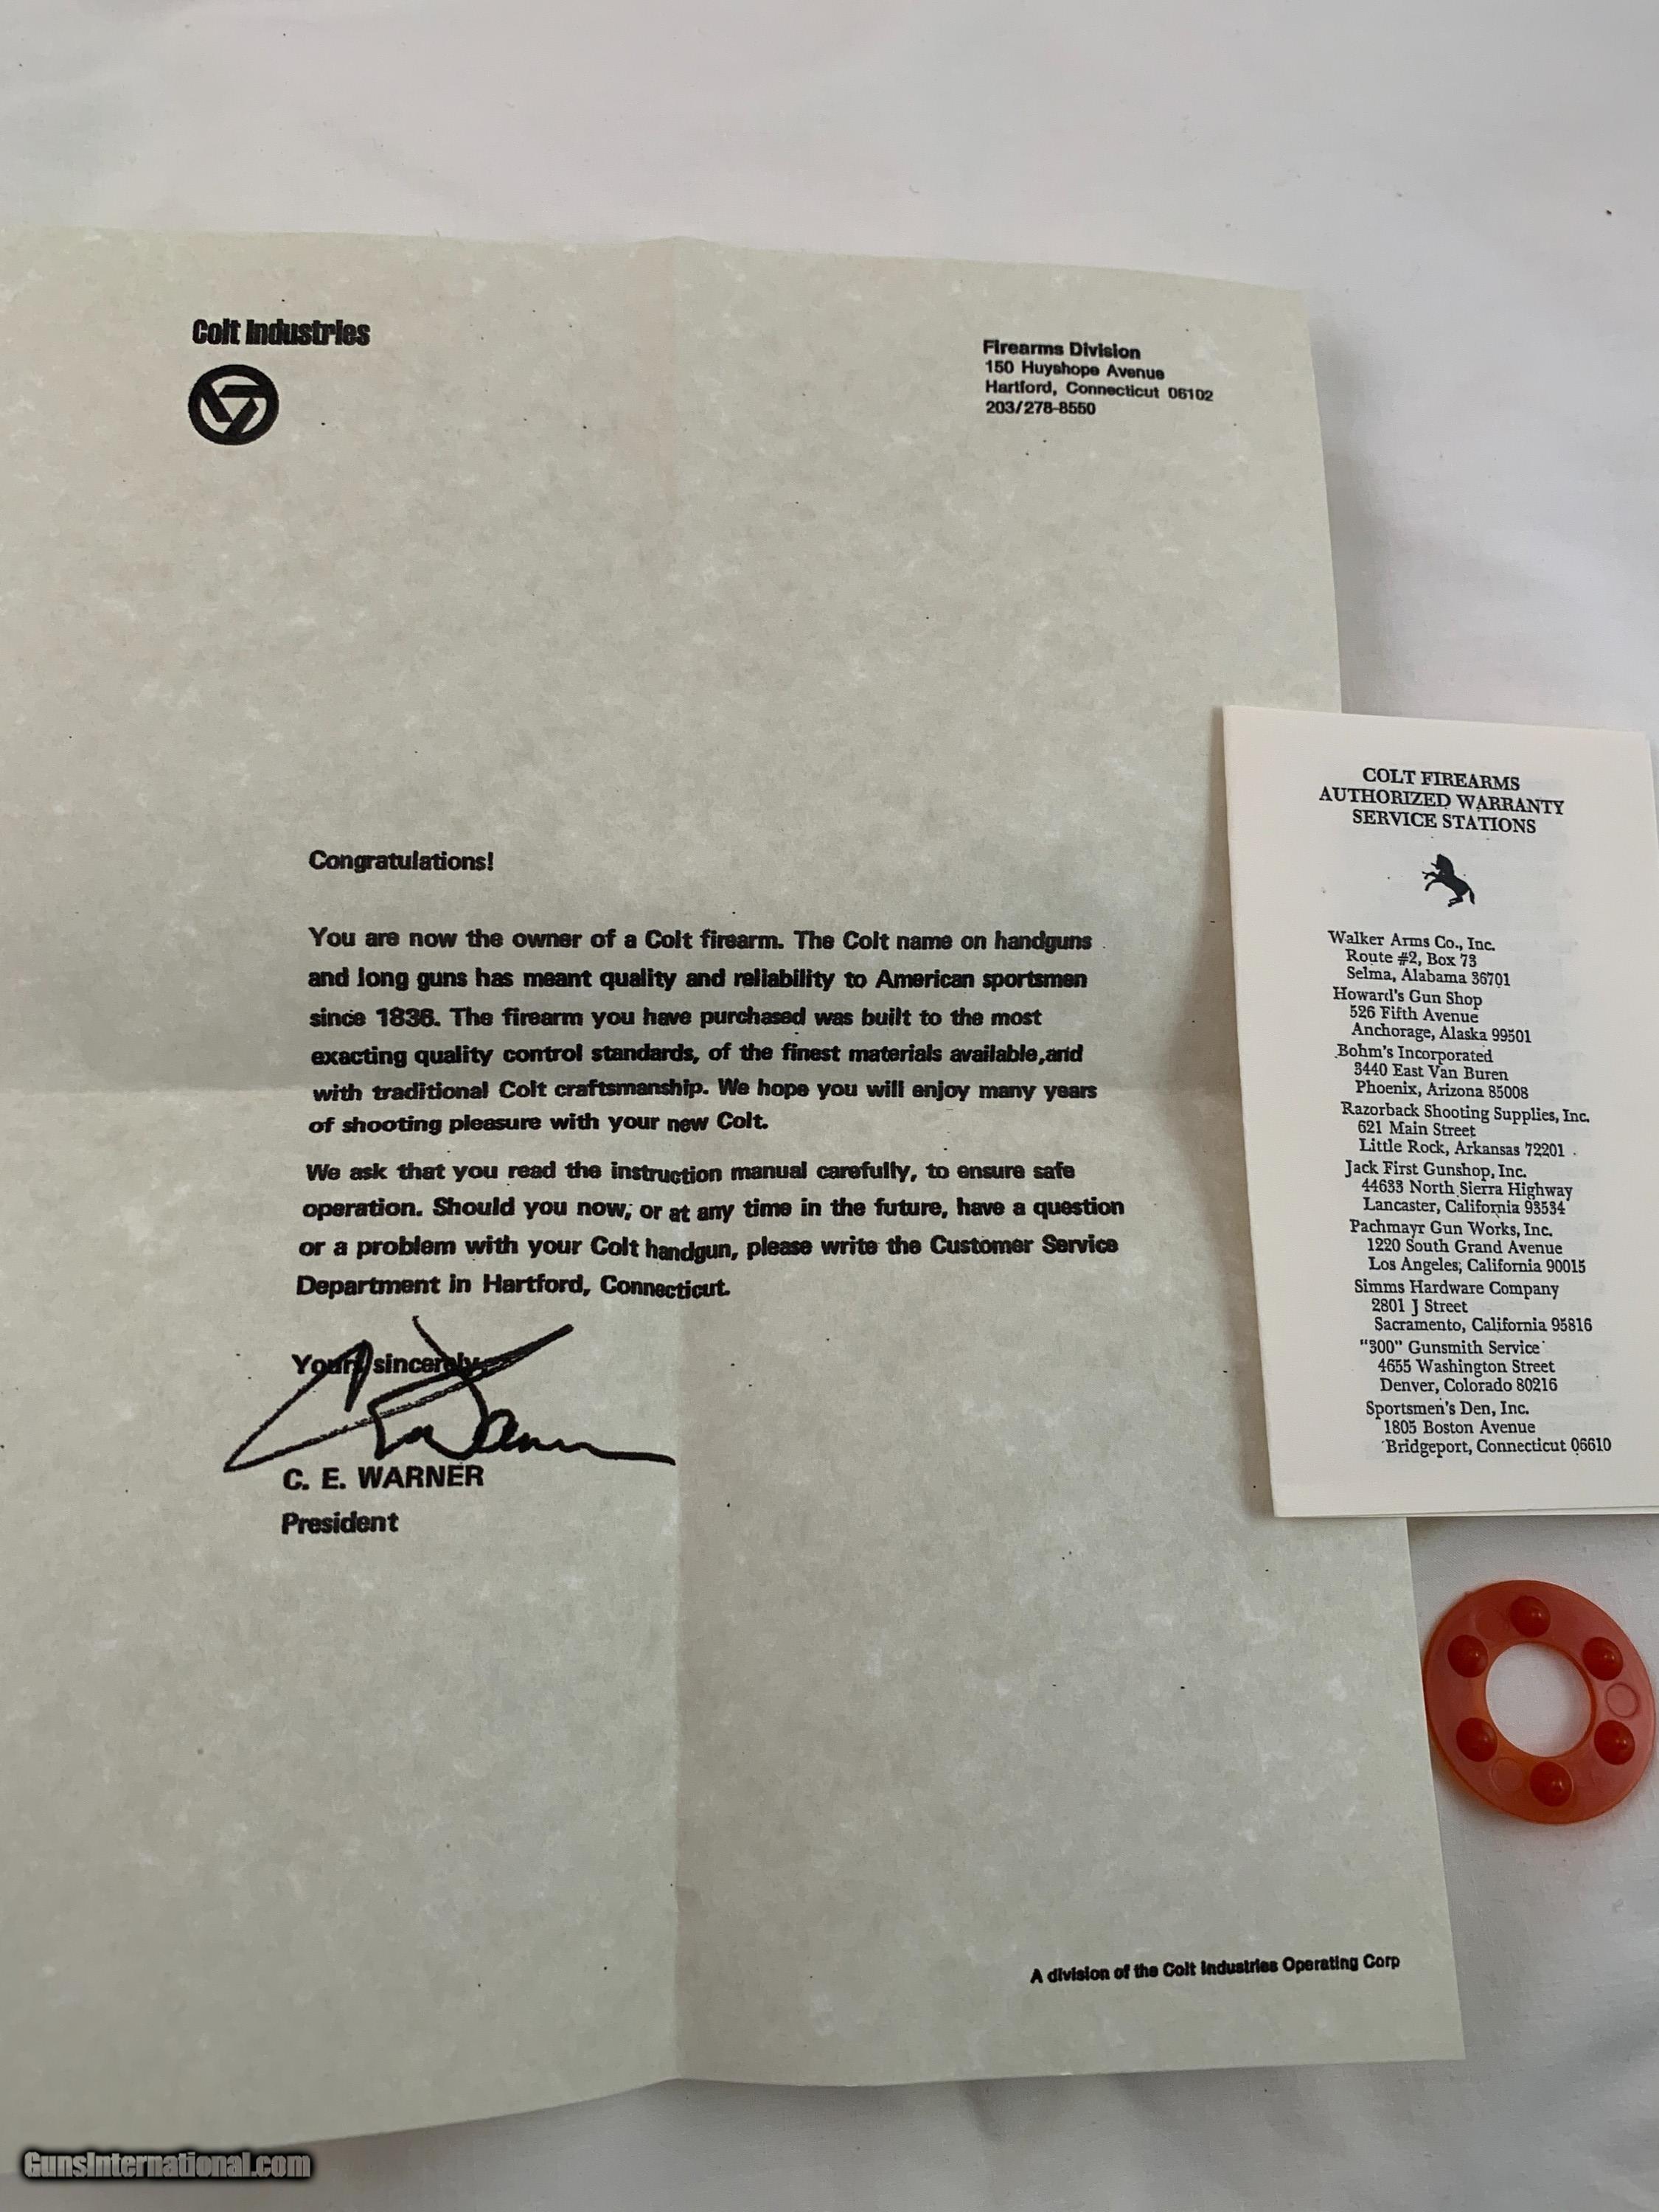 Colt Industries
Firearms Division
150 Huyshope Avenue
Hartford, Connecticut 06102
203/278-8550
Congratulations!
You are now the owner of a Colt firearm. The Colt name on handguns
and long guns has meant quality and reliability to American sportsmen
since 1836. The firearm you have purchased was built to the most
exacting quality control standards, of the finest materials available,and
with traditional Colt craftsmanship. We hope you will enjoy many years
of shooting pleasure with your new Colt.
We ask that you read the instruction manual carefully, to ensure safe
operation. Should you now, or at any time in the future, have a question
or a problem with your Colt handgun, please write the Customer Service
Department in Hartford, Connecticut.
Yours sincerely
C. E. WARNER
President
A division of the Colt Industries Operating Corp
COLT FIREARMS
AUTHORIZED WARRANTY
SERVICE STATIONS
Walker Arms Co., Inc.
Route #2, Box 73
Selma, Alabama 36701
Howard's Gun Shop
526 Fifth Avenue
Anchorage, Alaska 99501
Bohm's Incorporated
3440 East Van Buren
Phoenix, Arizona 85008
Razorback Shooting Supplies, Inc.
621 Main Street
Little Rock, Arkansas 72201
Jack First Gunshop, Inc.
44633 North Sierra Highway
Lancaster, California 93534
Pachmayr Gun Works, Inc.
1220 South Grand Avenue
Los Angeles, California 90015
Simms Hardware Company
2801 J Street
Sacramento, California 95816
"300" Gunsmith Service
4655 Washington Street
Denver, Colorado 80216
Sportsmen's Den, Inc.
1805 Boston Avenue
Bridgeport, Connecticut 06610
GunsInternational.com